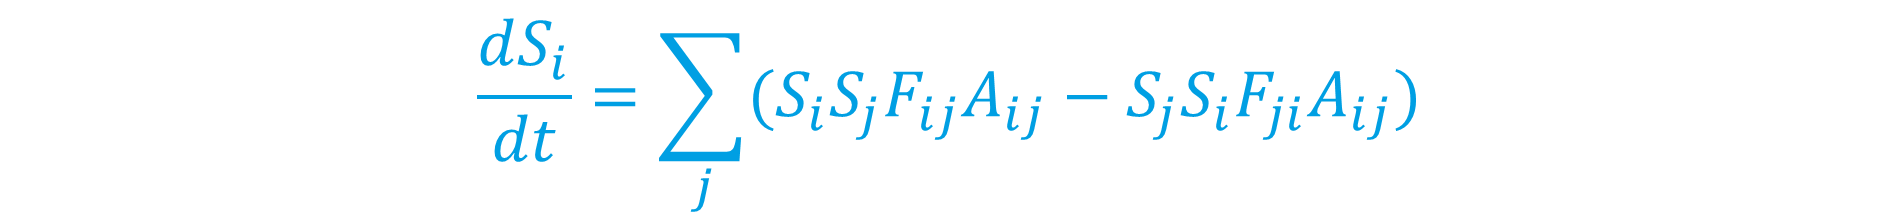 dS_i/dt = ∑_j (S_i S_j F_ij A_ij − S_j S_i F_ji A_ij)